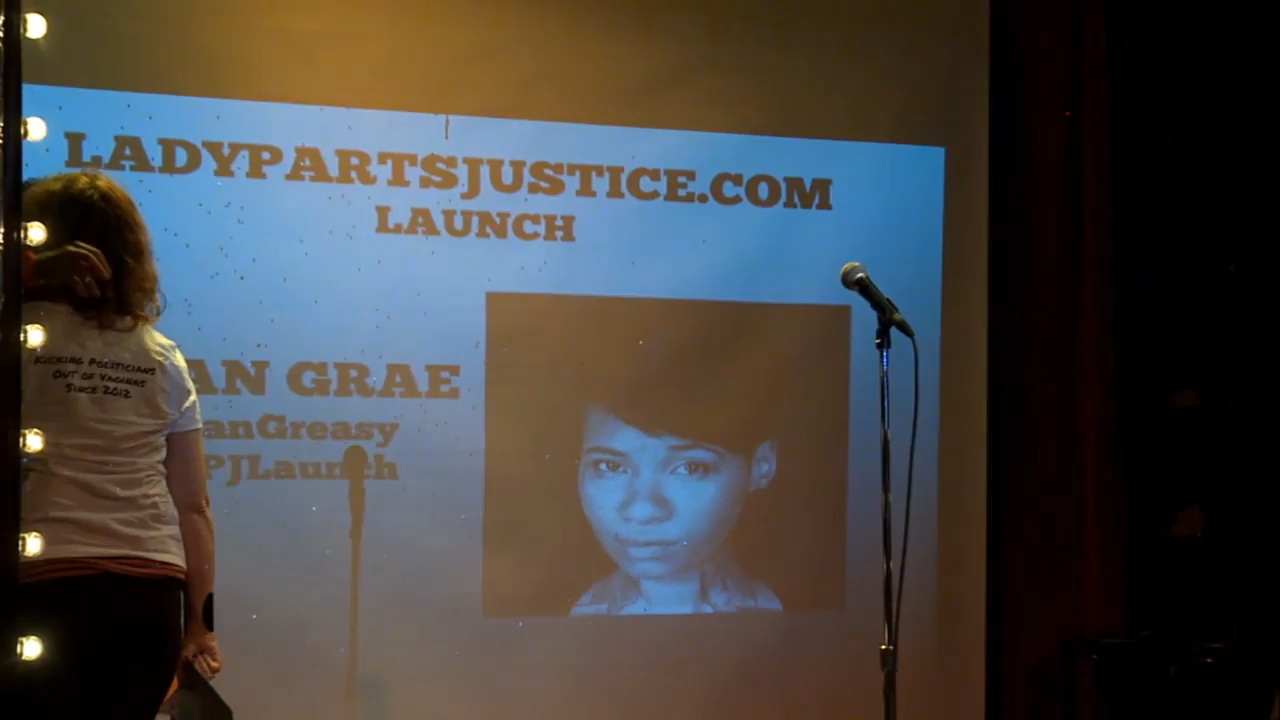 LADYPARTSJUSTICE.COM
LAUNCH
AN GRAE
anGreasy
PJLaunch
KICKING POLITICIANS
OUT OF VAGINAS
SINCE 2012